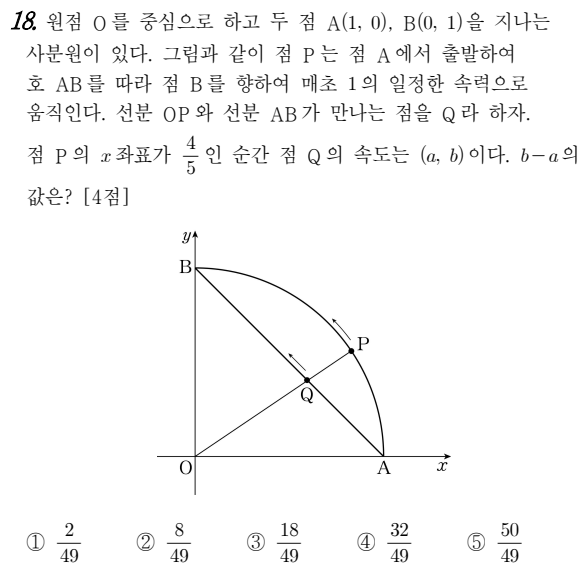 18. 원점 O를 중심으로 하고 두 점 A(1, 0), B(0, 1)을 지나는
사분원이 있다. 그림과 같이 점 P는 점 A에서 출발하여
호 AB를 따라 점 B를 향하여 매초 1의 일정한 속력으로
움직인다. 선분 OP와 선분 AB가 만나는 점을 Q라 하자.
점 P의 x좌표가 4/5인 순간 점 Q의 속도는 (a, b)이다. b-a의
값은? [4점]
y
B
P
Q
O
A
x
① 2/49 ② 8/49 ③ 18/49 ④ 32/49 ⑤ 50/49